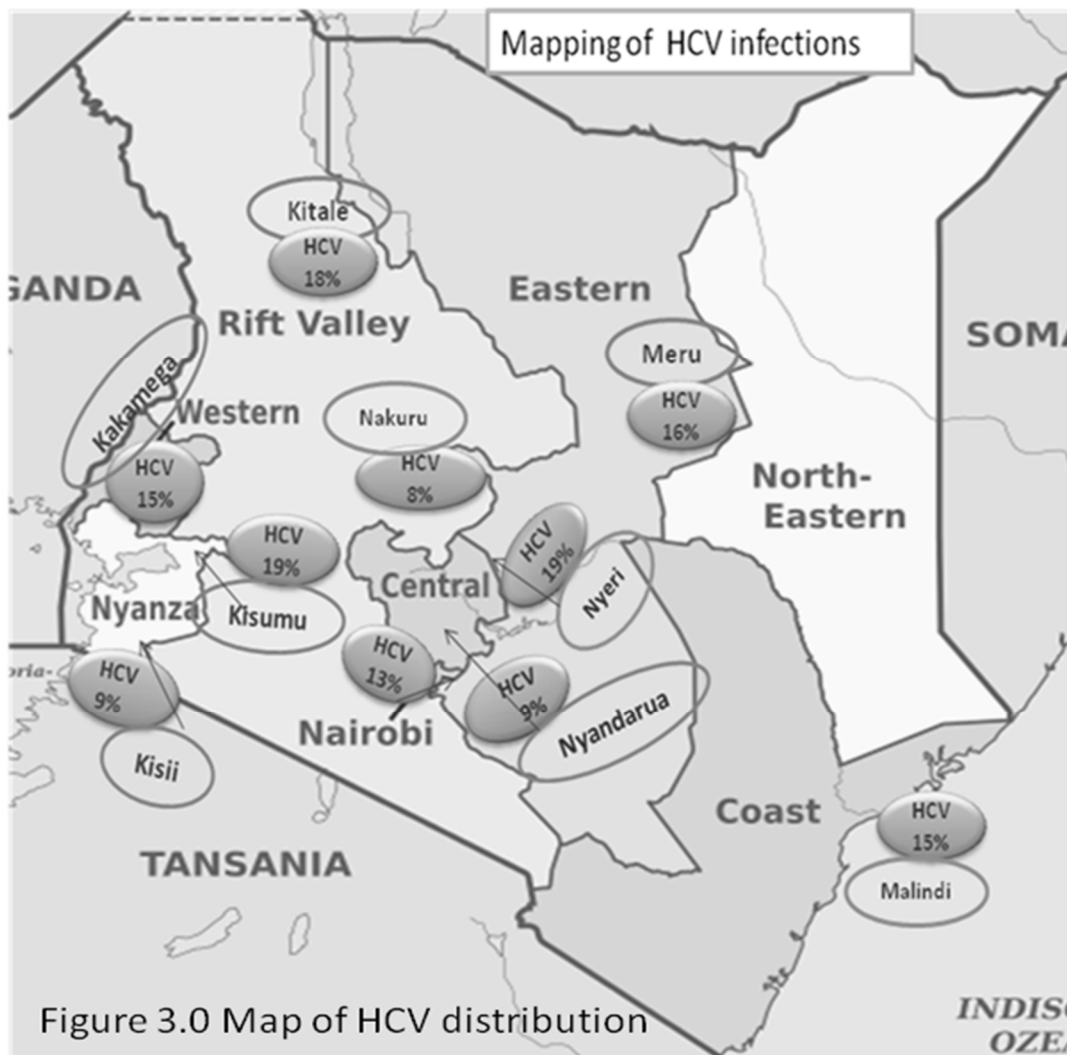 Mapping of HCV infections
Kitale
HCV
18%
GANDA
Rift Valley
Eastern
SOMA
Meru
HCV
16%
Kakamega
Western
HCV
15%
Nakuru
HCV
8%
North-
Eastern
HCV
19%
Kisumu
Nyanza
Central
HCV
19%
Nyeri
HCV
9%
Kisii
oria-
HCV
13%
Nairobi
HCV
9%
Nyandarua
Coast
HCV
15%
Malindi
TANSANIA
INDISC
OZEA
Figure 3.0 Map of HCV distribution